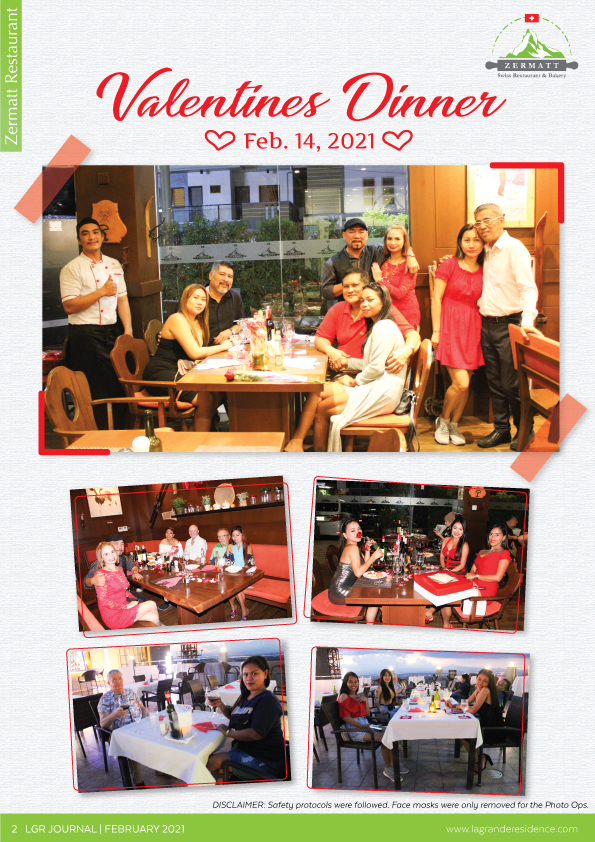 Zermatt Restaurant
ZERMATT
Swiss Restaurant & Bakery
Valentines Dinner
Feb. 14, 2021
DISCLAIMER: Safety protocols were followed. Face masks were only removed for the Photo Ops.
2 LGR JOURNAL | FEBRUARY 2021
www.lagranderesidence.com